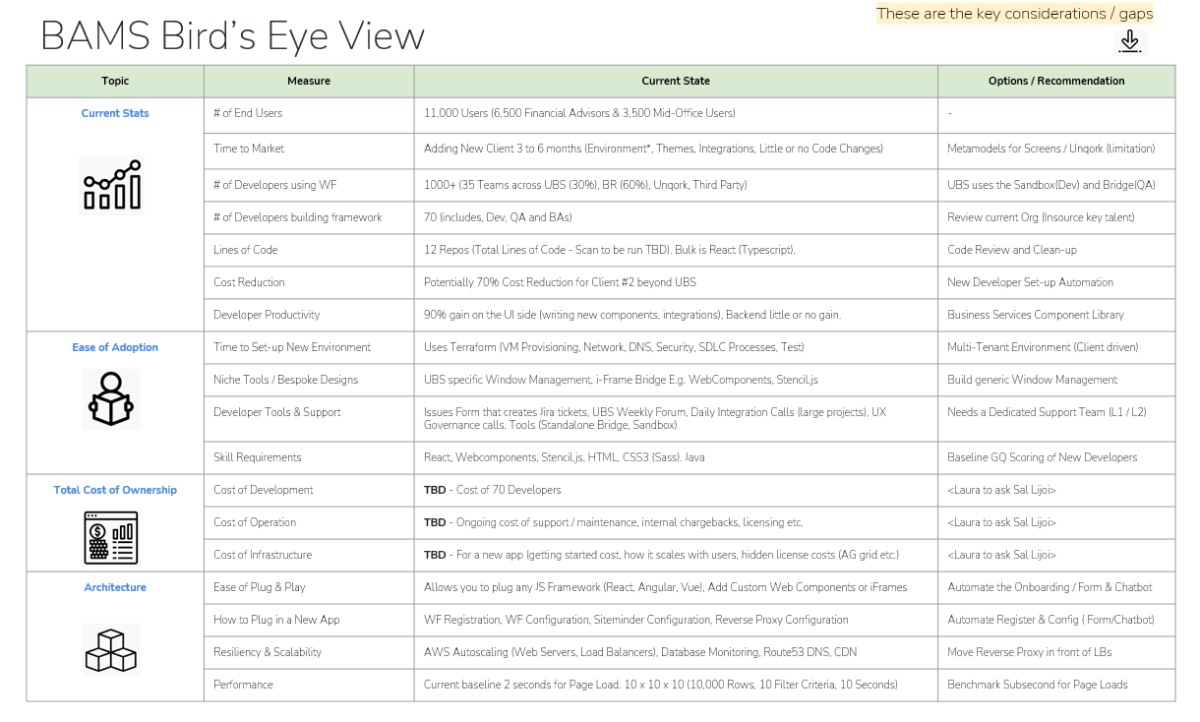 These are the key considerations / gaps
BAMS Bird's Eye View
Topic Measure Current State Options / Recommendation
Current Stats # of End Users 11,000 Users (6,500 Financial Advisors & 3,500 Mid-Office Users) -
Time to Market Adding New Client 3 to 6 months (Environment*, Themes, Integrations, Little or no Code Changes) Metamodels for Screens / Unqork (limitation)
# of Developers using WF 1000+ (35 Teams across UBS (30%), BR (60%), Unqork, Third Party) UBS uses the Sandbox(Dev) and Bridge(QA)
# of Developers building framework 70 (includes, Dev, QA and BAs) Review current Org (Insource key talent)
Lines of Code 12 Repos (Total Lines of Code - Scan to be run TBD). Bulk is React (Typescript). Code Review and Clean-up
Cost Reduction Potentially 70% Cost Reduction for Client #2 beyond UBS New Developer Set-up Automation
Developer Productivity 90% gain on the UI side (writing new components, integrations), Backend little or no gain. Business Services Component Library
Ease of Adoption Time to Set-up New Environment Uses Terraform (VM Provisioning, Network, DNS, Security, SDLC Processes, Test) Multi-Tenant Environment (Client driven)
Niche Tools / Bespoke Designs UBS specific Window Management, i-Frame Bridge E.g. WebComponents, Stencil.js Build generic Window Management
Developer Tools & Support Issues Form that creates Jira tickets, UBS Weekly Forum, Daily Integration Calls (large projects), UX Needs a Dedicated Support Team (L1 / L2)
Governance calls. Tools (Standalone Bridge, Sandbox)
Skill Requirements React, Webcomponents, Stencil.js, HTML, CSS3 (Sass). Java Baseline GQ Scoring of New Developers
Total Cost of Ownership Cost of Development TBD - Cost of 70 Developers <Laura to ask Sal Lijoi>
Cost of Operation TBD - Ongoing cost of support / maintenance, internal chargebacks, licensing etc. <Laura to ask Sal Lijoi>
Cost of Infrastructure TBD - For a new app (getting started cost, how it scales with users, hidden license costs (AG grid etc.) <Laura to ask Sal Lijoi>
Architecture Ease of Plug & Play Allows you to plug any JS Framework (React, Angular, Vue), Add Custom Web Components or iFrames Automate the Onboarding / Form & Chatbot
How to Plug in a New App WF Registration, WF Configuration, Siteminder Configuration, Reverse Proxy Configuration Automate Register & Config ( Form/Chatbot)
Resiliency & Scalability AWS Autoscaling (Web Servers, Load Balancers), Database Monitoring, Route53 DNS, CDN Move Reverse Proxy in front of LBs
Performance Current baseline 2 seconds for Page Load. 10 x 10 x 10 (10,000 Rows, 10 Filter Criteria, 10 Seconds) Benchmark Subsecond for Page Loads